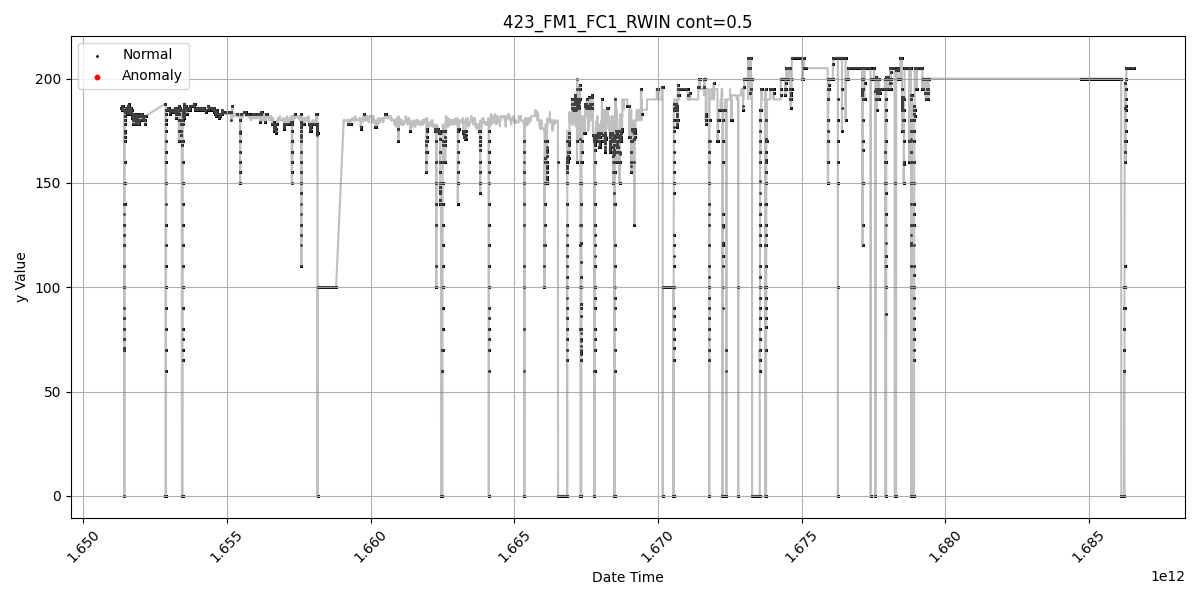 423_FM1_FC1_RWIN cont=0.5
Normal
Anomaly
y Value
200
150
100
50
0
1.650
1.655
1.660
1.665
1.670
1.675
1.680
1.685
1e12
Date Time